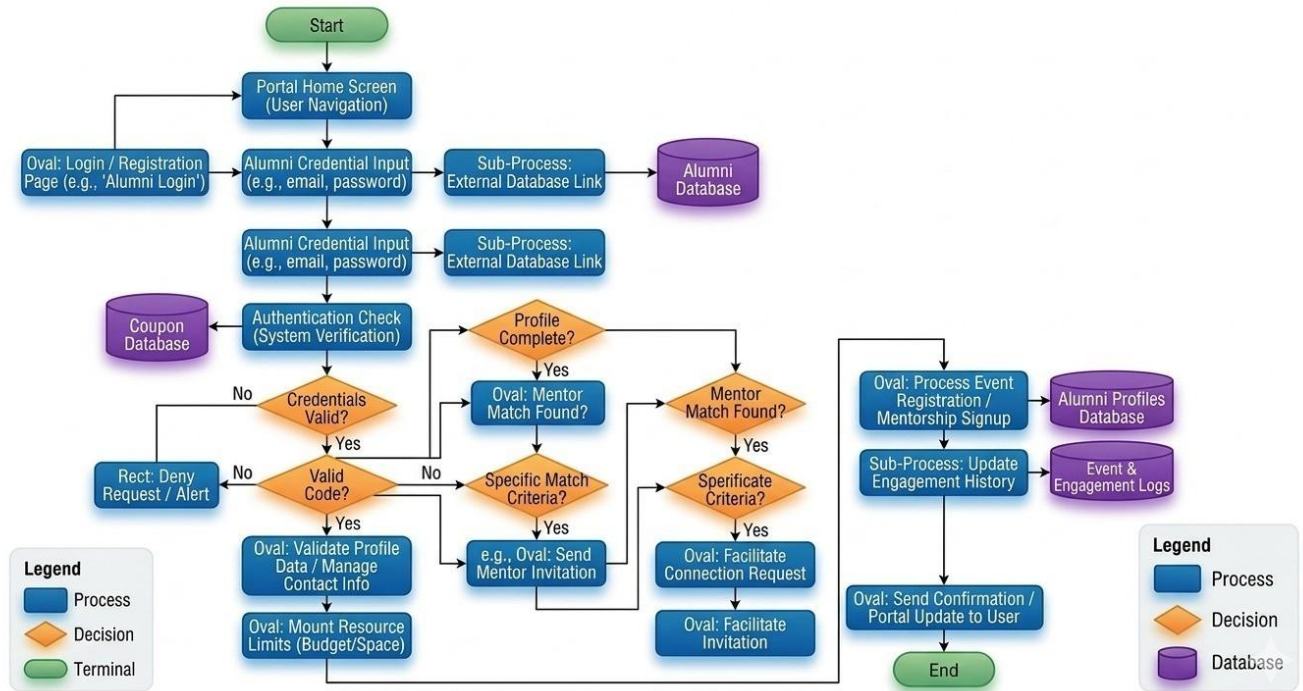 Start
Portal Home Screen
(User Navigation)
Oval: Login / Registration
Page (e.g., 'Alumni Login')
Alumni Credential Input
(e.g., email, password)
Sub-Process:
External Database Link
Alumni
Database
Alumni Credential Input
(e.g., email, password)
Sub-Process:
External Database Link
Coupon
Database
Authentication Check
(System Verification)
Profile
Complete?
Yes
No
Credentials
Valid?
Yes
Oval: Mentor
Match Found?
Mentor
Match Found?
Yes
Oval: Process Event
Registration /
Mentorship Signup
Alumni Profiles
Database
Rect: Deny
Request / Alert
No
Valid
Code?
No
Yes
Specific Match
Criteria?
Yes
Sperificate
Criteria?
Yes
Sub-Process: Update
Engagement History
Event &
Engagement Logs
Oval: Validate Profile
Data / Manage
Contact Info
e.g., Oval: Send
Mentor Invitation
Oval: Facilitate
Connection Request
Oval: Mount Resource
Limits (Budget/Space)
Oval: Facilitate
Invitation
Oval: Send Confirmation /
Portal Update to User
End
Legend
Process
Decision
Terminal
Legend
Process
Decision
Database